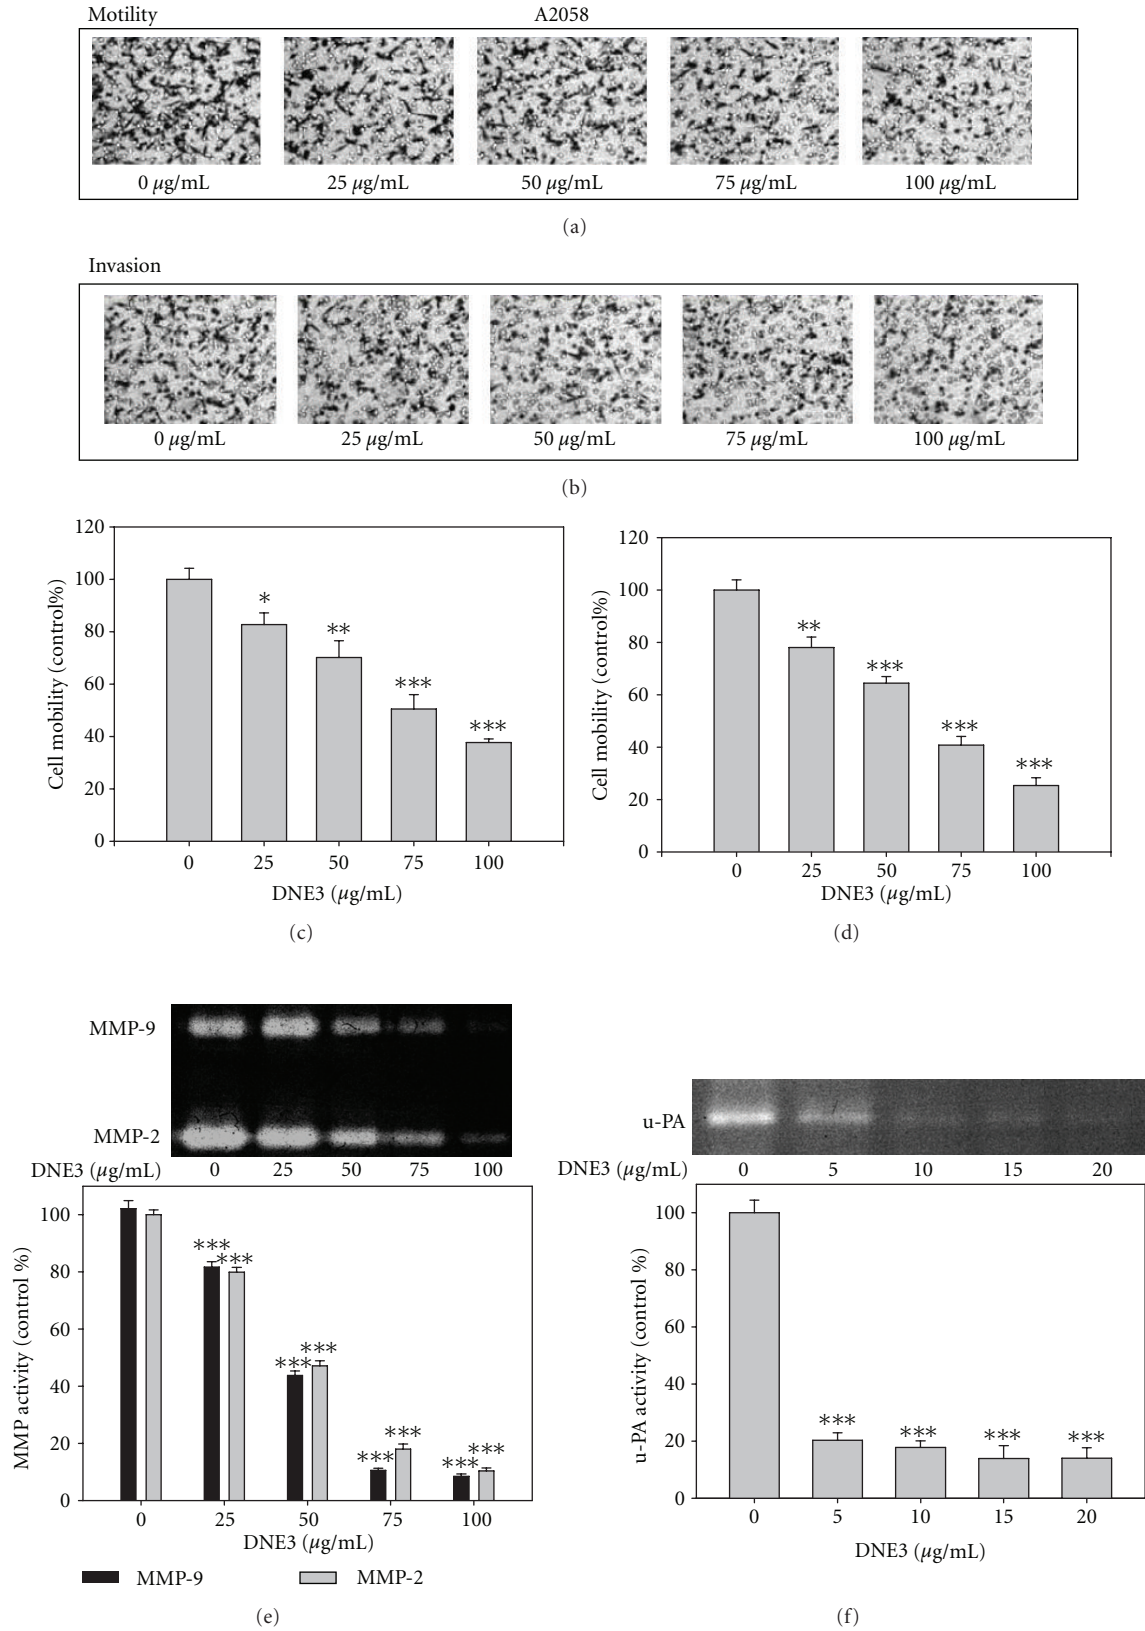 Motility A2058
0 µg/mL 25 µg/mL 50 µg/mL 75 µg/mL 100 µg/mL
(a)
Invasion
0 µg/mL 25 µg/mL 50 µg/mL 75 µg/mL 100 µg/mL
(b)
Cell mobility (control%)
120
100
80
60
40
20
0
*
**
***
***
0 25 50 75 100
DNE3 (µg/mL)
(c)
Cell mobility (control%)
120
100
80
60
40
20
0
**
***
***
***
0 25 50 75 100
DNE3 (µg/mL)
(d)
MMP-9
MMP-2
DNE3 (µg/mL) 0 25 50 75 100
MMP activity (control %)
100
80
60
40
20
0
*** ***
*** ***
*** ***
*** ***
0 25 50 75 100
DNE3 (µg/mL)
MMP-9 MMP-2
(e)
u-PA
DNE3 (µg/mL) 0 5 10 15 20
u-PA activity (control %)
100
80
60
40
20
0
*** *** *** ***
0 5 10 15 20
DNE3 (µg/mL)
(f)